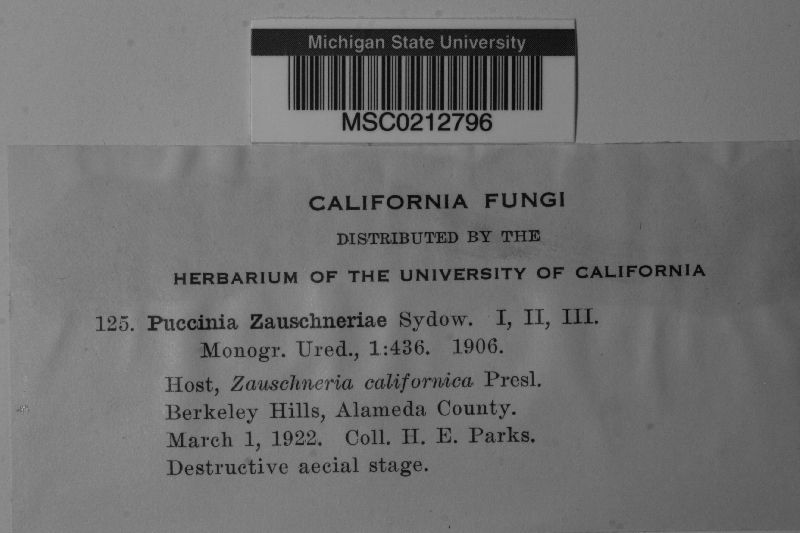 Michigan State University
MSC0212796
CALIFORNIA FUNGI
DISTRIBUTED BY THE
HERBARIUM OF THE UNIVERSITY OF CALIFORNIA
125. Puccinia Zauschneriae Sydow. I, II, III.
Monogr. Ured., 1:436. 1906.
Host, Zauschneria californica Presl.
Berkeley Hills, Alameda County.
March 1, 1922. Coll. H. E. Parks.
Destructive aecial stage.